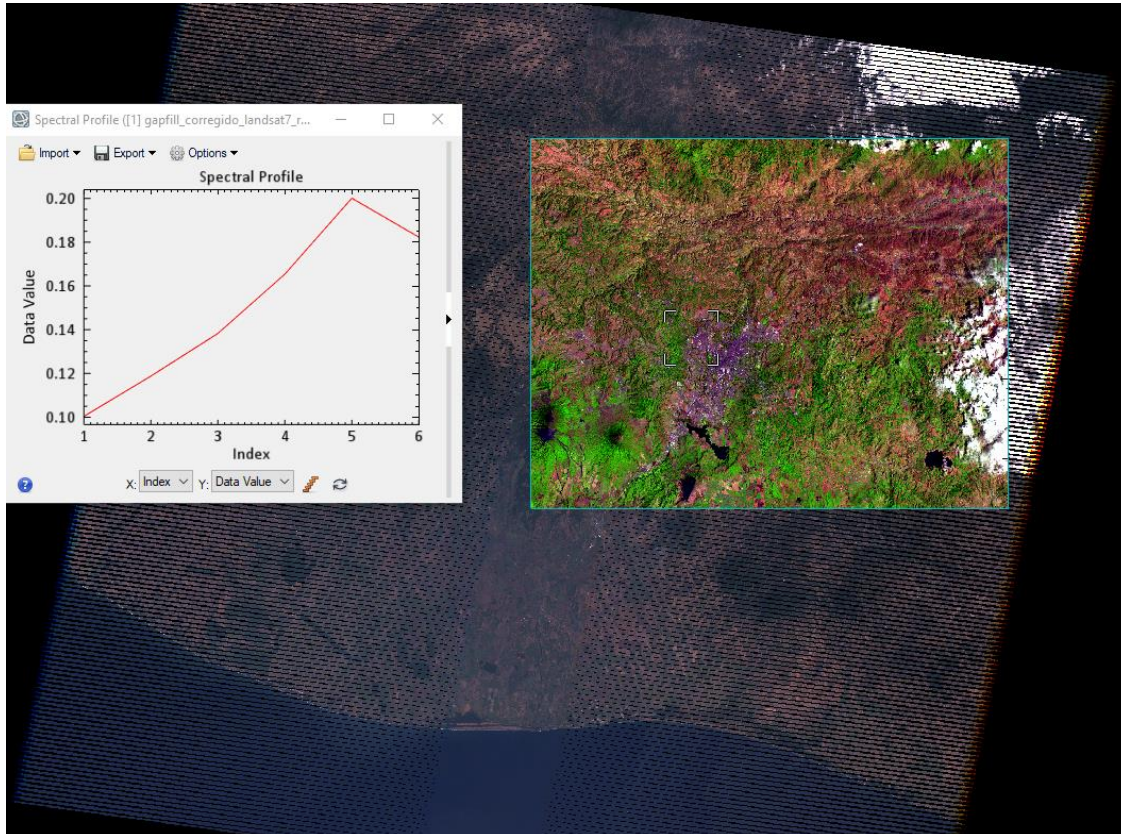 Spectral Profile ([1] gapfill_corregido_landsat7_r...
Import Export Options
Spectral Profile
0.20
0.18
0.16
0.14
0.12
0.10
Data Value
1 2 3 4 5 6
Index
? X: Index Y: Data Value